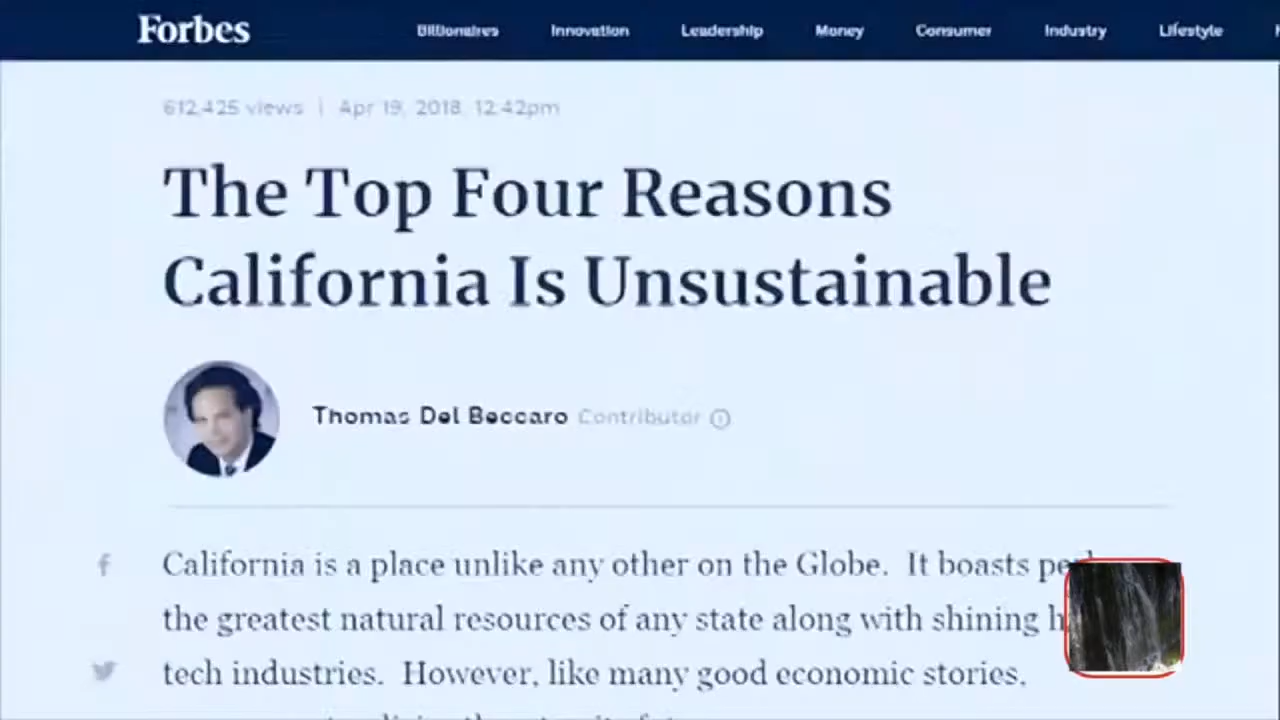 Forbes
Billionaires Innovation Leadership Money Consumer Industry Lifestyle
612,425 views | Apr 19, 2018, 12:42pm
The Top Four Reasons
California Is Unsustainable
Thomas Del Beccaro Contributor
California is a place unlike any other on the Globe. It boasts
the greatest natural resources of any state along with shining
tech industries. However, like many good economic stories,